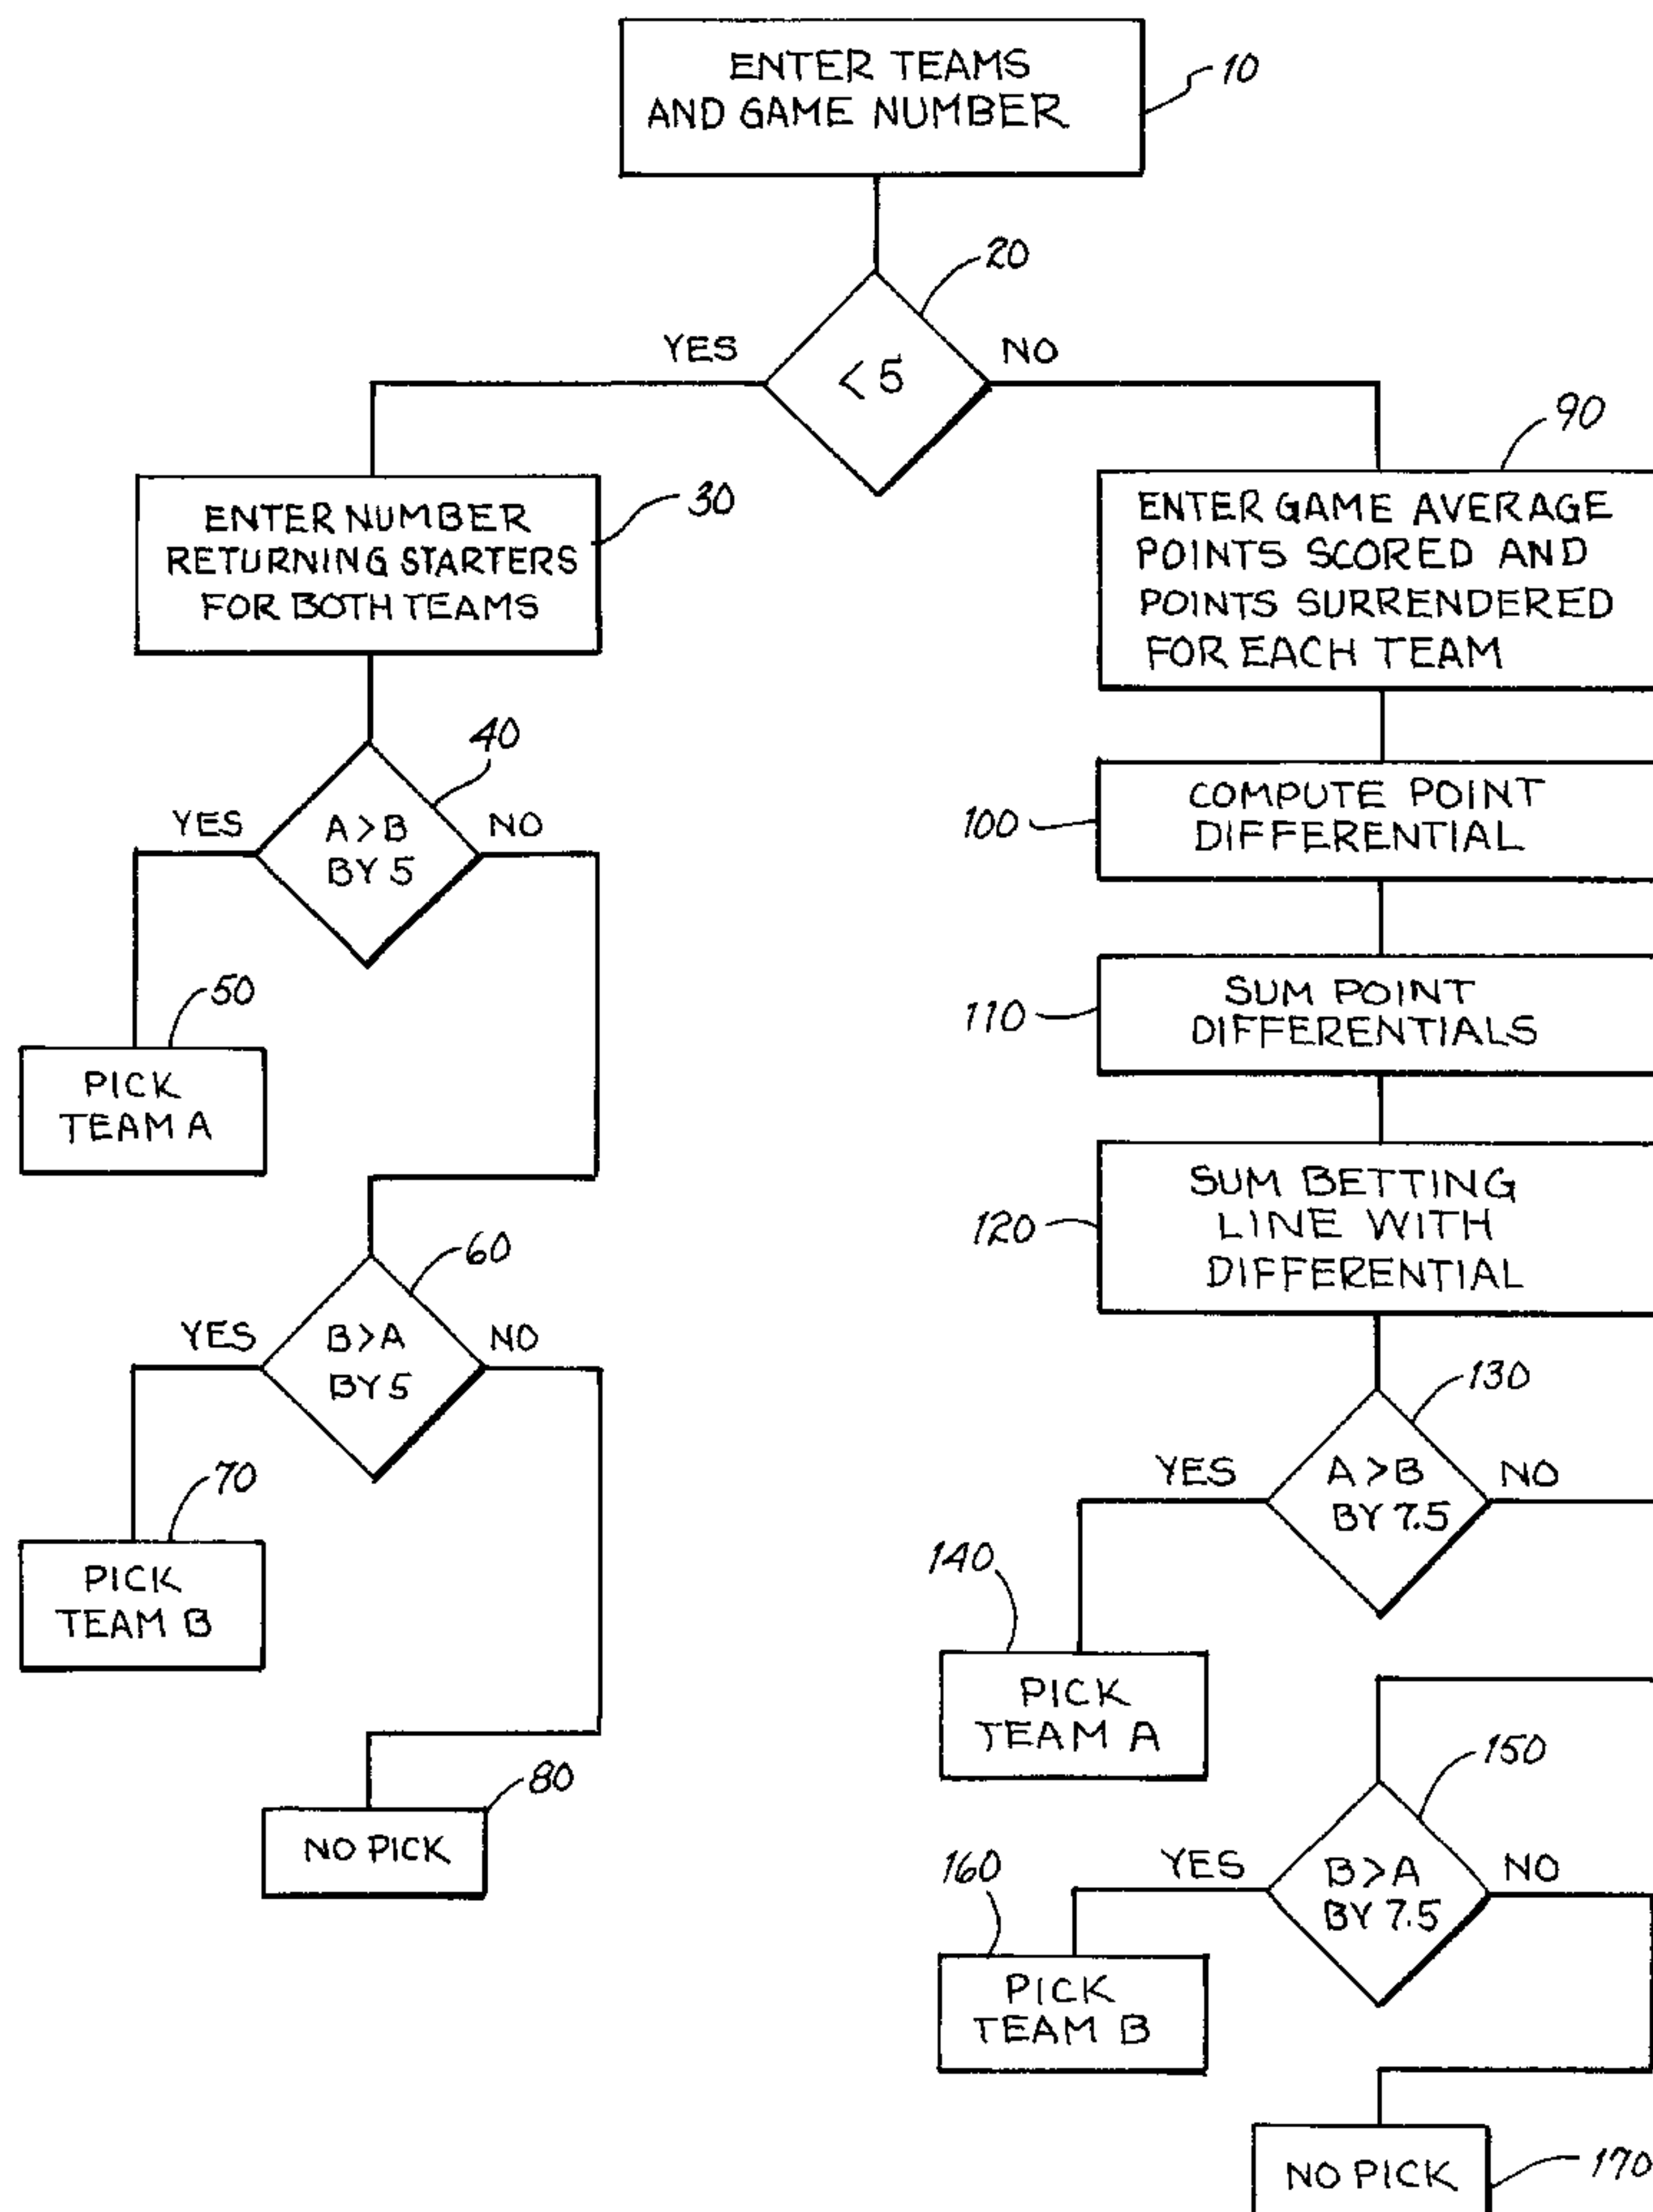 ENTER TEAMS
AND GAME NUMBER
10
20
YES
< 5
NO
ENTER NUMBER
RETURNING STARTERS
FOR BOTH TEAMS
30
40
YES
A > B
BY 5
NO
50
PICK
TEAM A
60
YES
B > A
BY 5
NO
70
PICK
TEAM B
80
NO PICK
90
ENTER GAME AVERAGE
POINTS SCORED AND
POINTS SURRENDERED
FOR EACH TEAM
100
COMPUTE POINT
DIFFERENTIAL
110
SUM POINT
DIFFERENTIALS
120
SUM BETTING
LINE WITH
DIFFERENTIAL
130
YES
A > B
BY 7.5
NO
140
PICK
TEAM A
150
YES
B > A
BY 7.5
NO
160
PICK
TEAM B
NO PICK
170